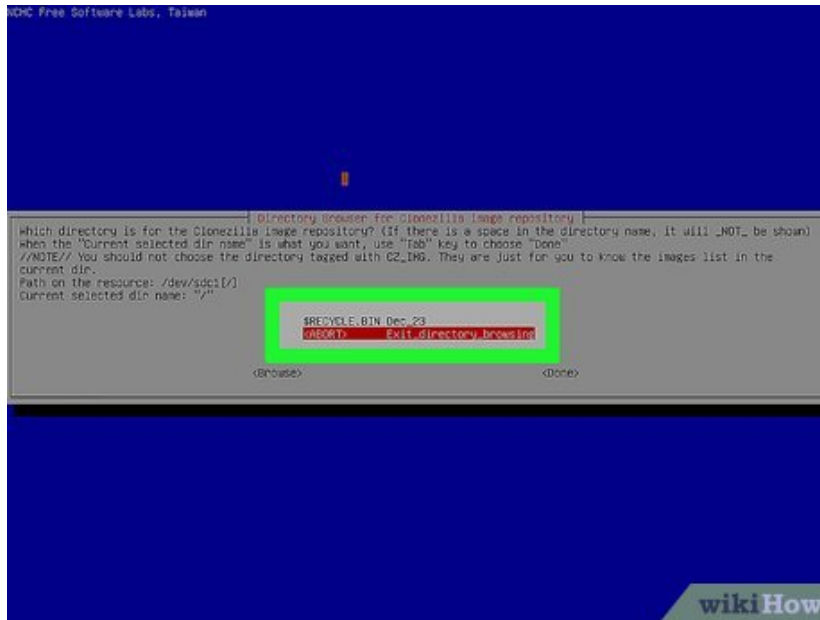 NCHC Free Software Labs, Taiwan
Directory Browser for Clonezilla image repository
Which directory is for the Clonezilla image repository? (If there is a space in the directory name, it will _NOT_ be shown)
When the "Current selected dir name" is what you want, use "Tab" key to choose "Done"
//NOTE// You should not choose the directory tagged with CZ_IMG. They are just for you to know the images list in the
current dir.
Path on the resource: /dev/sdc1[/]
Current selected dir name: "/"
$RECYCLE.BIN Dec_23
<ABORT> Exit_directory_browsing
<Browse> <Done>
wikiHow